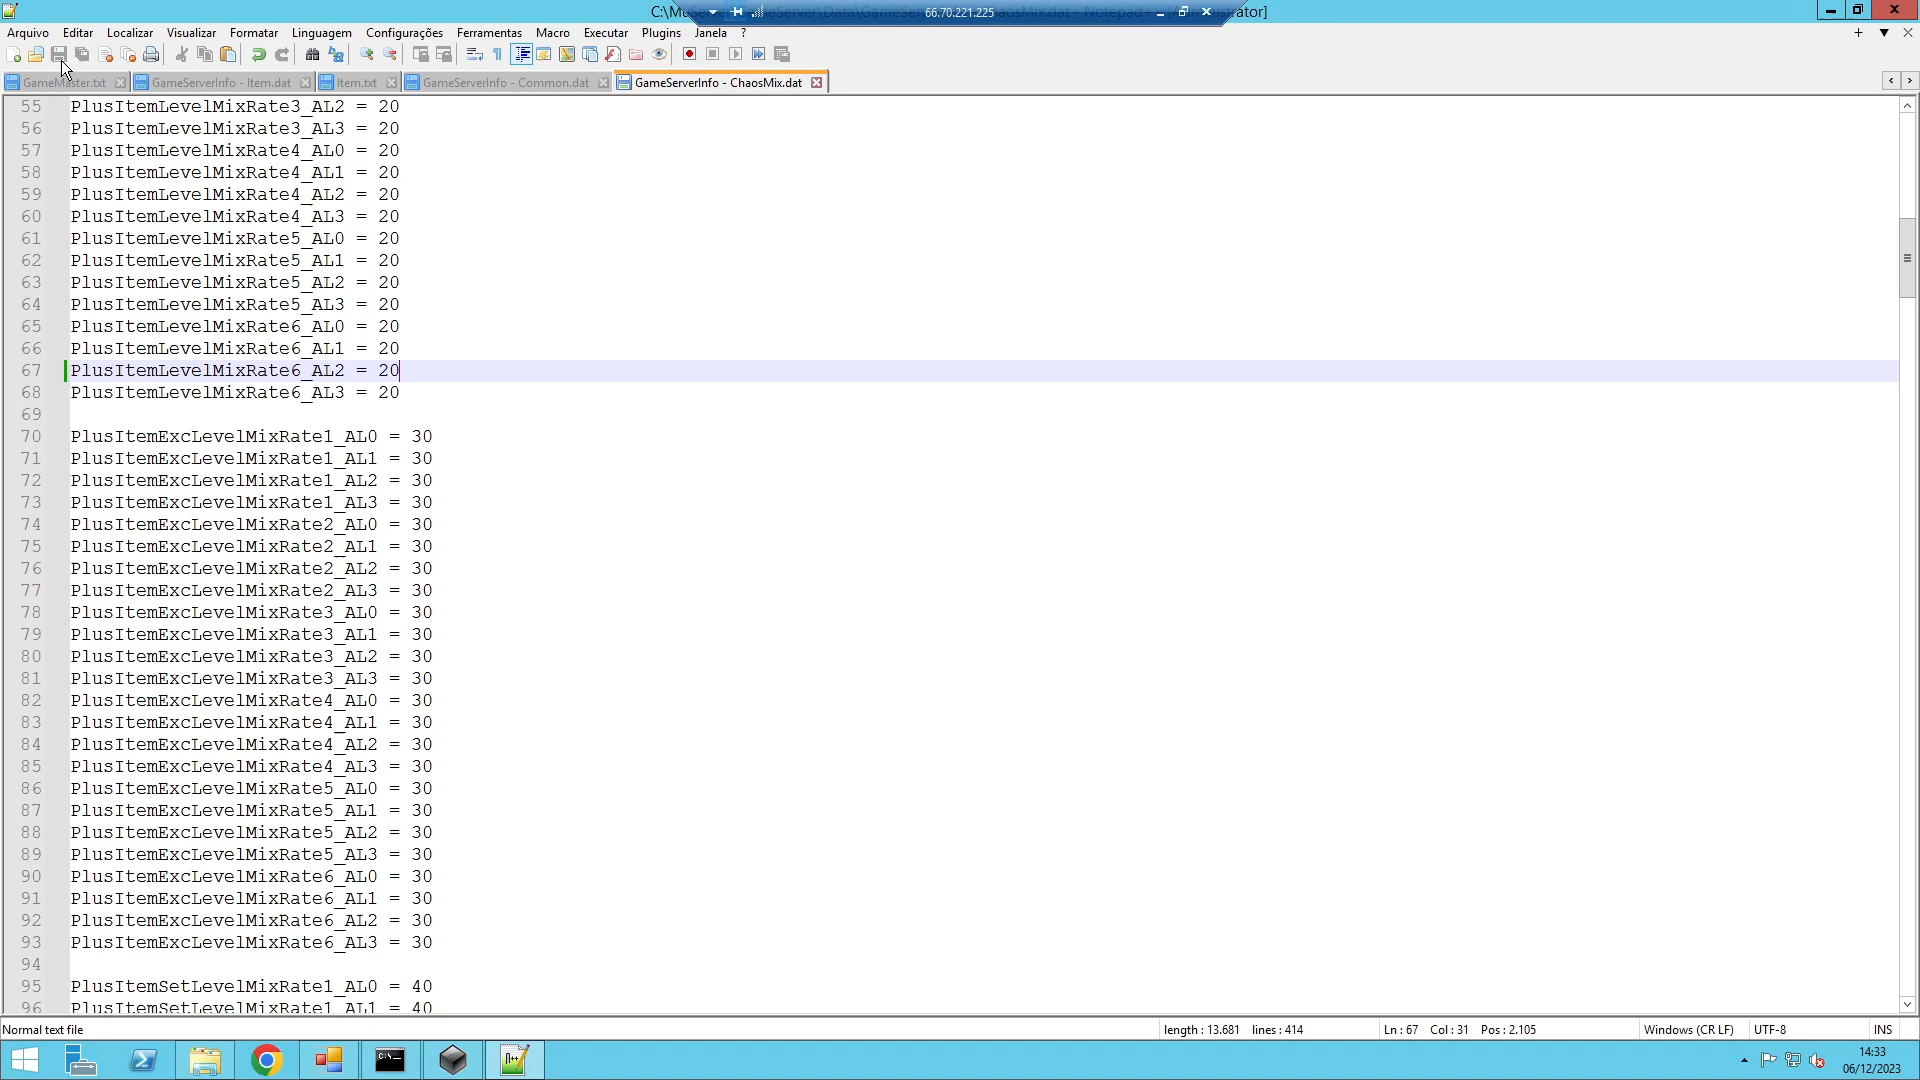 C:\MuSer
66.70.221.225
haosMix.dat - Notepad++ [Administrator]
Arquivo Editar Localizar Visualizar Formatar Linguagem Configurações Ferramentas Macro Executar Plugins Janela ?
GameMaster.txt GameServerInfo - Item.dat Item.txt GameServerInfo - Common.dat GameServerInfo - ChaosMix.dat
55 PlusItemLevelMixRate3_AL2 = 20
56 PlusItemLevelMixRate3_AL3 = 20
57 PlusItemLevelMixRate4_AL0 = 20
58 PlusItemLevelMixRate4_AL1 = 20
59 PlusItemLevelMixRate4_AL2 = 20
60 PlusItemLevelMixRate4_AL3 = 20
61 PlusItemLevelMixRate5_AL0 = 20
62 PlusItemLevelMixRate5_AL1 = 20
63 PlusItemLevelMixRate5_AL2 = 20
64 PlusItemLevelMixRate5_AL3 = 20
65 PlusItemLevelMixRate6_AL0 = 20
66 PlusItemLevelMixRate6_AL1 = 20
67 PlusItemLevelMixRate6_AL2 = 20
68 PlusItemLevelMixRate6_AL3 = 20
69
70 PlusItemExcLevelMixRate1_AL0 = 30
71 PlusItemExcLevelMixRate1_AL1 = 30
72 PlusItemExcLevelMixRate1_AL2 = 30
73 PlusItemExcLevelMixRate1_AL3 = 30
74 PlusItemExcLevelMixRate2_AL0 = 30
75 PlusItemExcLevelMixRate2_AL1 = 30
76 PlusItemExcLevelMixRate2_AL2 = 30
77 PlusItemExcLevelMixRate2_AL3 = 30
78 PlusItemExcLevelMixRate3_AL0 = 30
79 PlusItemExcLevelMixRate3_AL1 = 30
80 PlusItemExcLevelMixRate3_AL2 = 30
81 PlusItemExcLevelMixRate3_AL3 = 30
82 PlusItemExcLevelMixRate4_AL0 = 30
83 PlusItemExcLevelMixRate4_AL1 = 30
84 PlusItemExcLevelMixRate4_AL2 = 30
85 PlusItemExcLevelMixRate4_AL3 = 30
86 PlusItemExcLevelMixRate5_AL0 = 30
87 PlusItemExcLevelMixRate5_AL1 = 30
88 PlusItemExcLevelMixRate5_AL2 = 30
89 PlusItemExcLevelMixRate5_AL3 = 30
90 PlusItemExcLevelMixRate6_AL0 = 30
91 PlusItemExcLevelMixRate6_AL1 = 30
92 PlusItemExcLevelMixRate6_AL2 = 30
93 PlusItemExcLevelMixRate6_AL3 = 30
94
95 PlusItemSetLevelMixRate1_AL0 = 40
96 PlusItemSetLevelMixRate1_AL1 = 40
Normal text file length : 13.681 lines : 414 Ln : 67 Col : 31 Pos : 2.105 Windows (CR LF) UTF-8 INS
14:33
06/12/2023